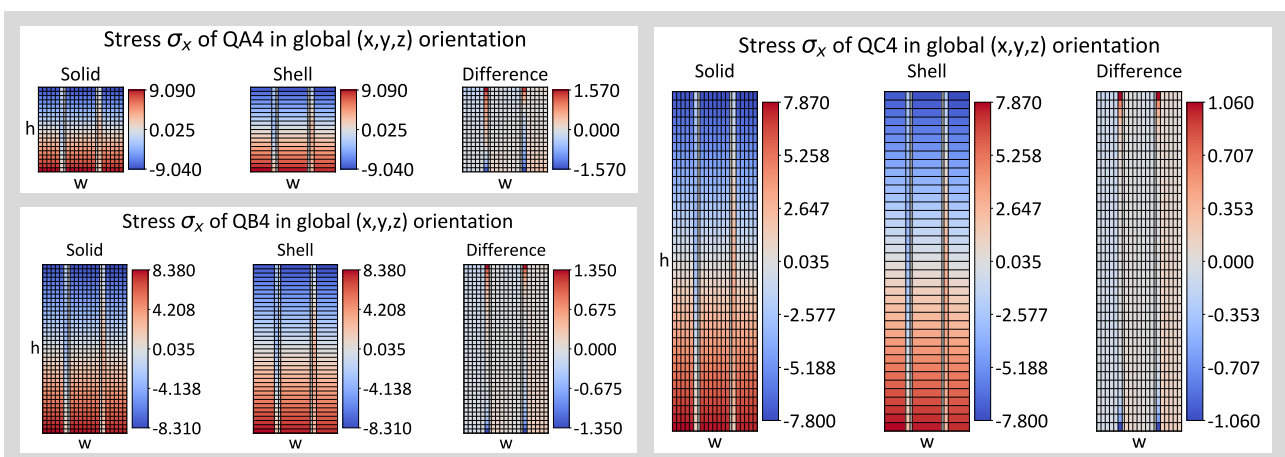 Stress σx of QA4 in global (x,y,z) orientation
Solid
Shell
Difference
9.090
0.025
-9.040
9.090
0.025
-9.040
1.570
0.000
-1.570
h
w
w
w
Stress σx of QB4 in global (x,y,z) orientation
Solid
Shell
Difference
8.380
4.208
0.035
-4.138
-8.310
8.380
4.208
0.035
-4.138
-8.310
1.350
0.675
0.000
-0.675
-1.350
h
w
w
w
Stress σx of QC4 in global (x,y,z) orientation
Solid
Shell
Difference
7.870
5.258
2.647
0.035
-2.577
-5.188
-7.800
7.870
5.258
2.647
0.035
-2.577
-5.188
-7.800
1.060
0.707
0.353
0.000
-0.353
-0.707
-1.060
h
w
w
w